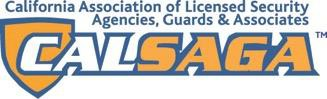 California Association of Licensed Security
Agencies, Guards & Associates
CALSAGA™